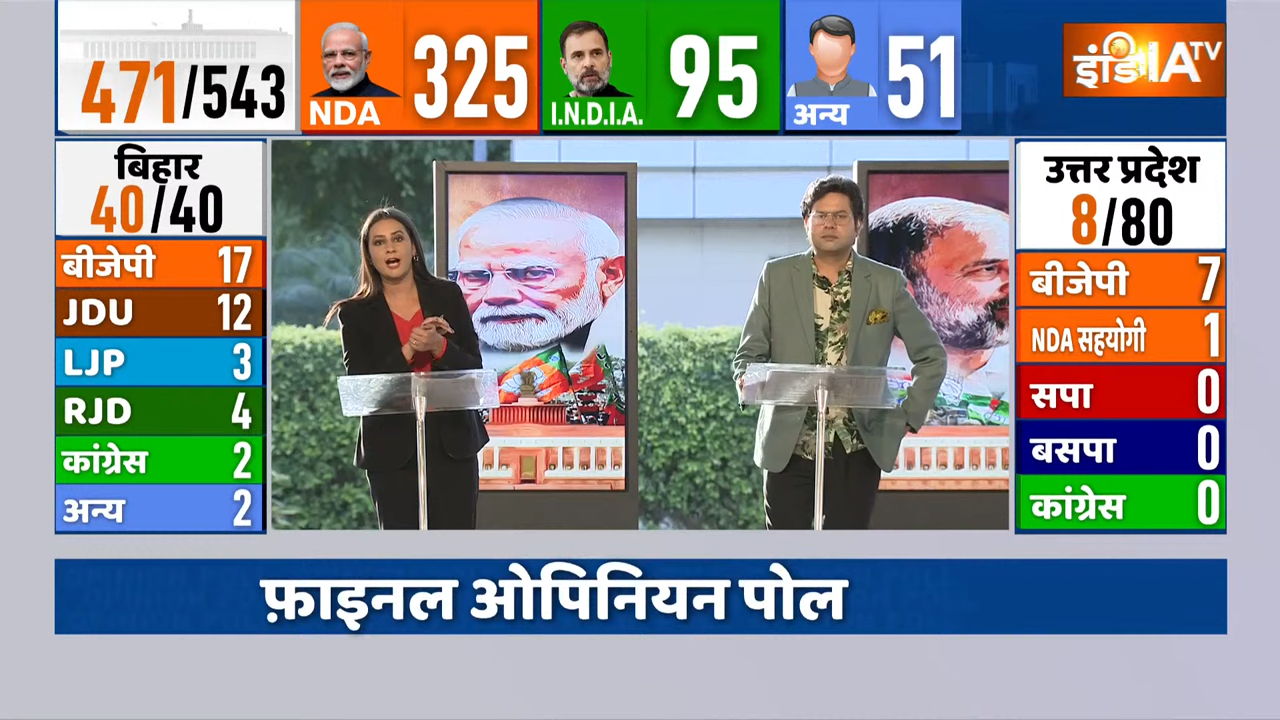 471/543
NDA 325
I.N.D.I.A. 95
अन्य 51
इंडिIA TV
बिहार
40/40
बीजेपी 17
JDU 12
LJP 3
RJD 4
कांग्रेस 2
अन्य 2
उत्तर प्रदेश
8/80
बीजेपी 7
NDA सहयोगी 1
सपा 0
बसपा 0
कांग्रेस 0
फ़ाइनल ओपिनियन पोल